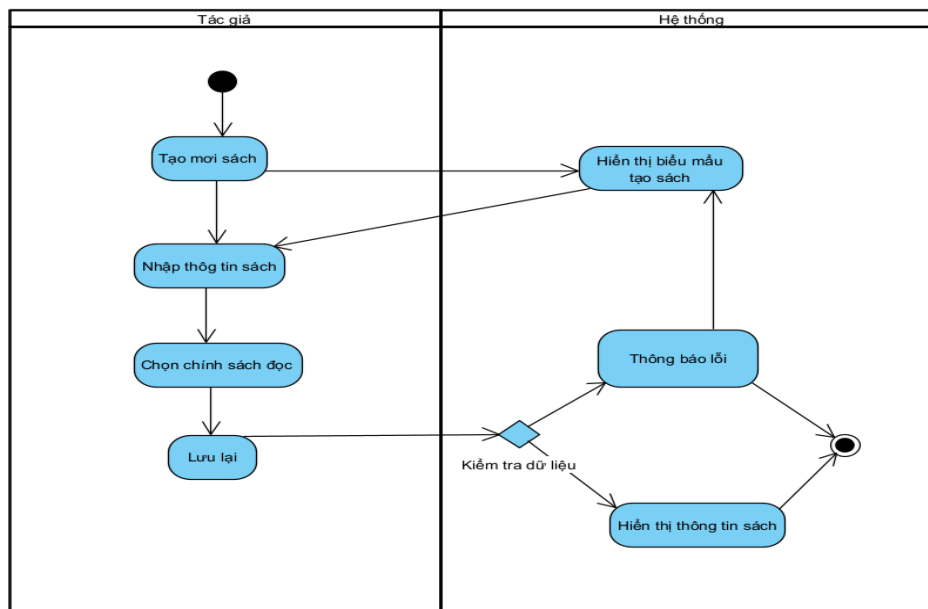 Tác giả
Hệ thống
Tạo mơi sách
Hiển thị biểu mẫu
tạo sách
Nhập thôg tin sách
Chọn chính sách đọc
Thông báo lỗi
Lưu lại
Kiểm tra dữ liệu
Hiển thị thông tin sách